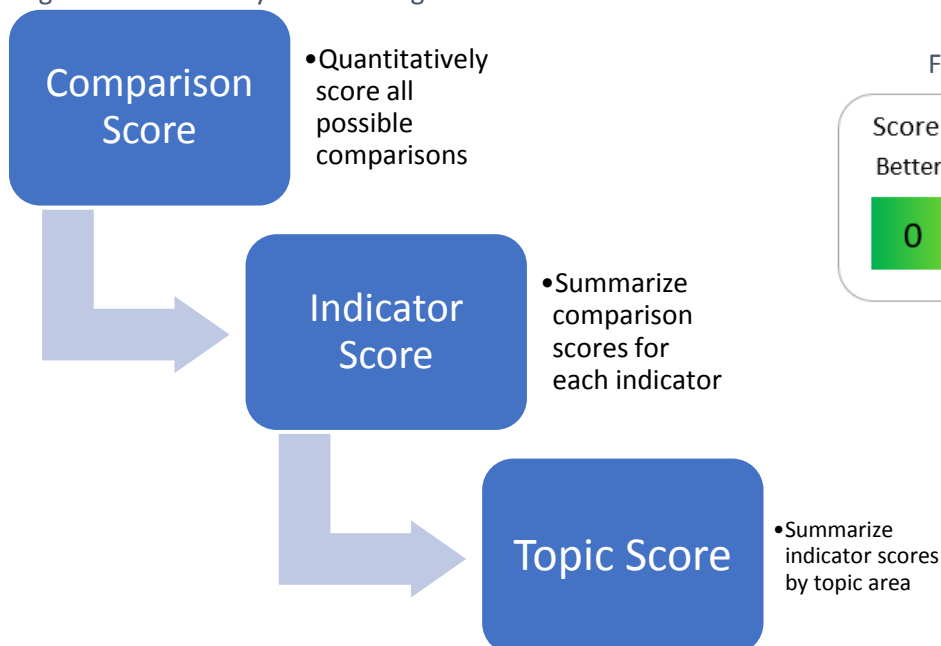 Comparison
Score
•Quantitatively
score all
possible
comparisons
F
Score
Better
0
Indicator
Score
•Summarize
comparison
scores for
each indicator
Topic Score
•Summarize
indicator scores
by topic area